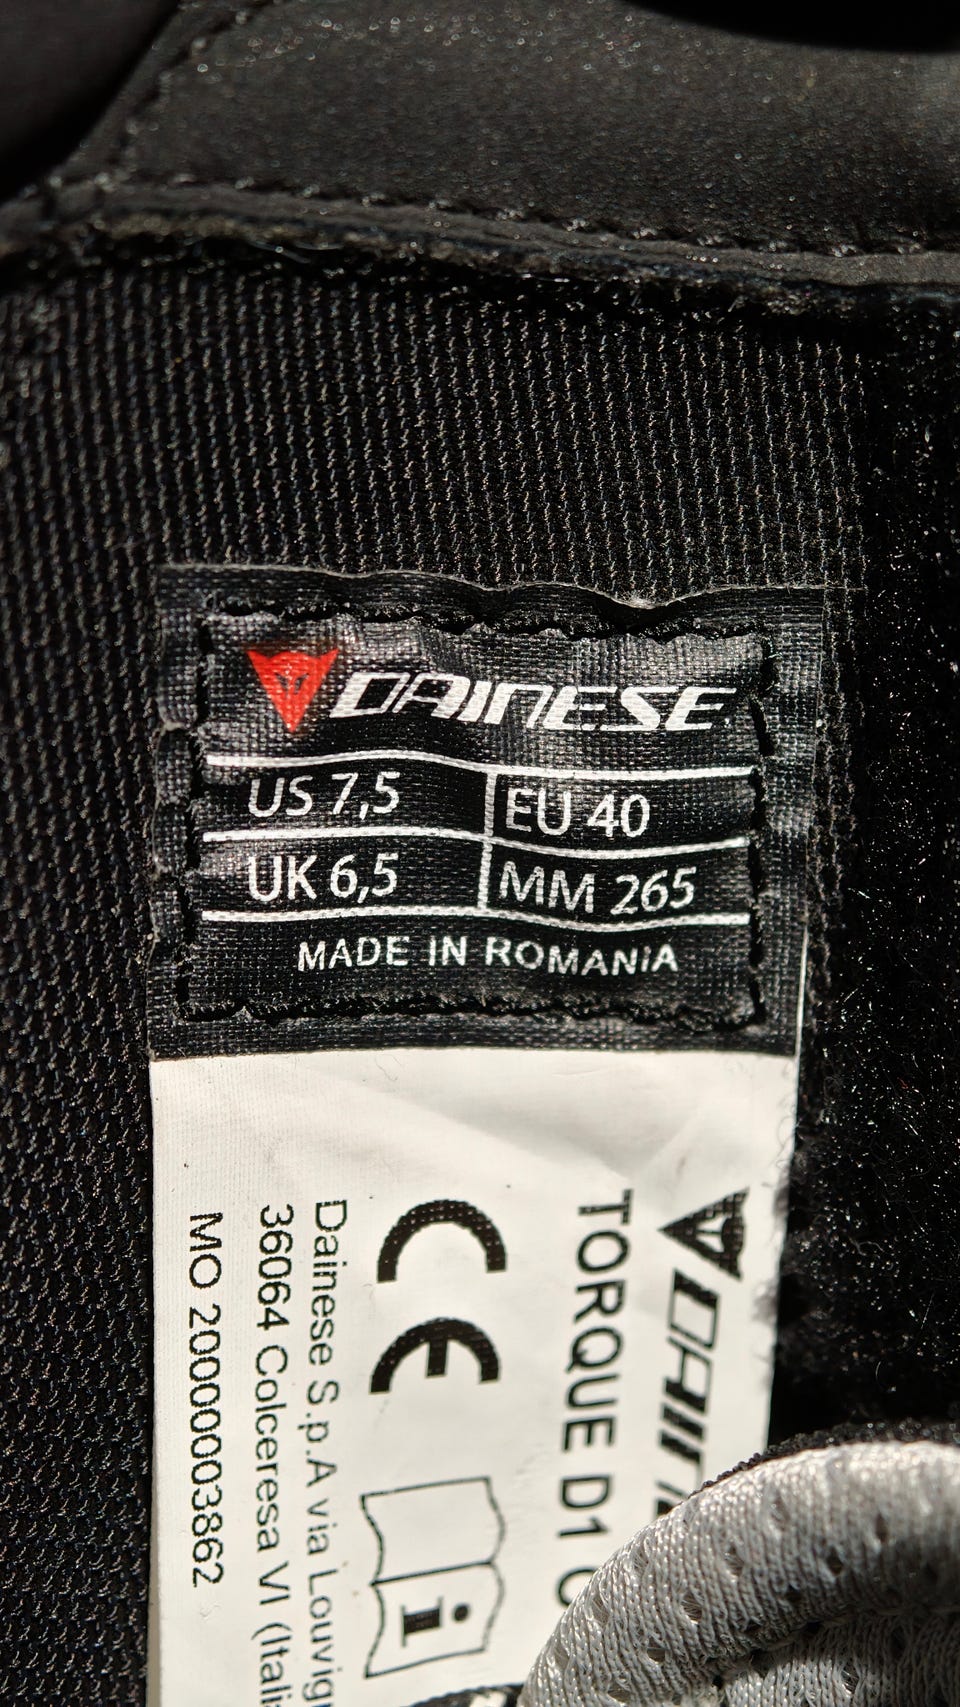 DAINESE
US 7,5
EU 40
UK 6,5
MM 265
MADE IN ROMANIA
TORQUE D1
CE
i
Dainese S.p.A via
36064 Colceresa VI
MO 2000003862